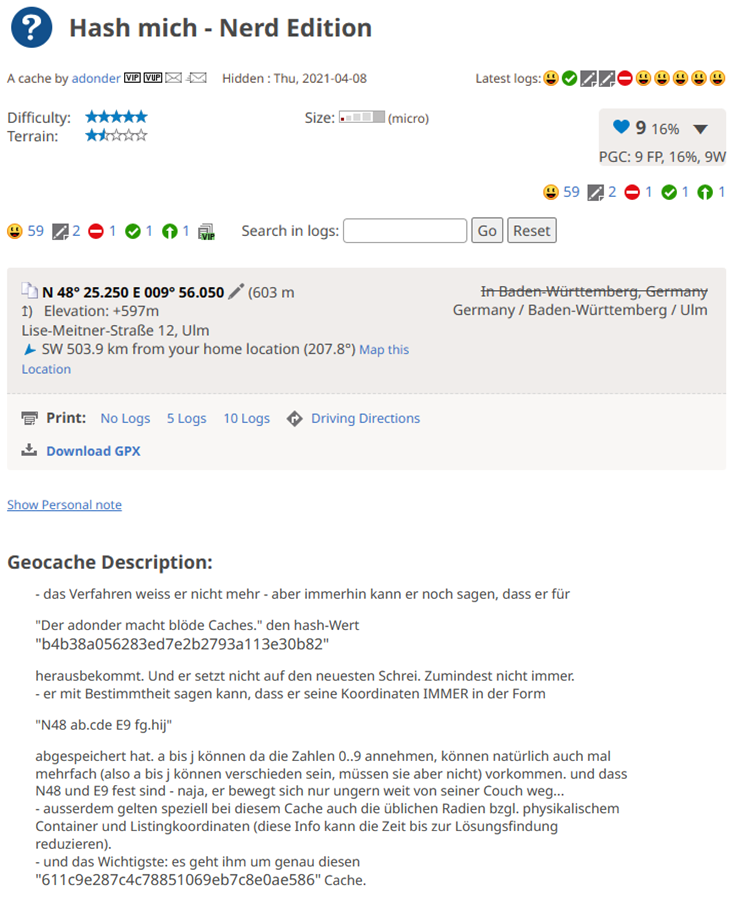 Hash mich - Nerd Edition
A cache by adonder VIP VUP Hidden : Thu, 2021-04-08 Latest logs:
Difficulty: Size: (micro)
Terrain:
9 16%
PGC: 9 FP, 16%, 9W
59 2 1 1 1
59 2 1 1 1 VIP Search in logs: Go Reset
N 48° 25.250 E 009° 56.050 (603 m
In Baden-Württemberg, Germany
Elevation: +597m
Germany / Baden-Württemberg / Ulm
Lise-Meitner-Straße 12, Ulm
SW 503.9 km from your home location (207.8°) Map this
Location
Print: No Logs 5 Logs 10 Logs Driving Directions
Download GPX
Show Personal note
Geocache Description:
- das Verfahren weiss er nicht mehr - aber immerhin kann er noch sagen, dass er für
"Der adonder macht blöde Caches." den hash-Wert
"b4b38a056283ed7e2b2793a113e30b82"
herausbekommt. Und er setzt nicht auf den neuesten Schrei. Zumindest nicht immer.
- er mit Bestimmtheit sagen kann, dass er seine Koordinaten IMMER in der Form
"N48 ab.cde E9 fg.hij"
abgespeichert hat. a bis j können da die Zahlen 0..9 annehmen, können natürlich auch mal
mehrfach (also a bis j können verschieden sein, müssen sie aber nicht) vorkommen. und dass
N48 und E9 fest sind - naja, er bewegt sich nur ungern weit von seiner Couch weg...
- ausserdem gelten speziell bei diesem Cache auch die üblichen Radien bzgl. physikalischem
Container und Listingkoordinaten (diese Info kann die Zeit bis zur Lösungsfindung
reduzieren).
- und das Wichtigste: es geht ihm um genau diesen
"611c9e287c4c78851069eb7c8e0ae586" Cache.